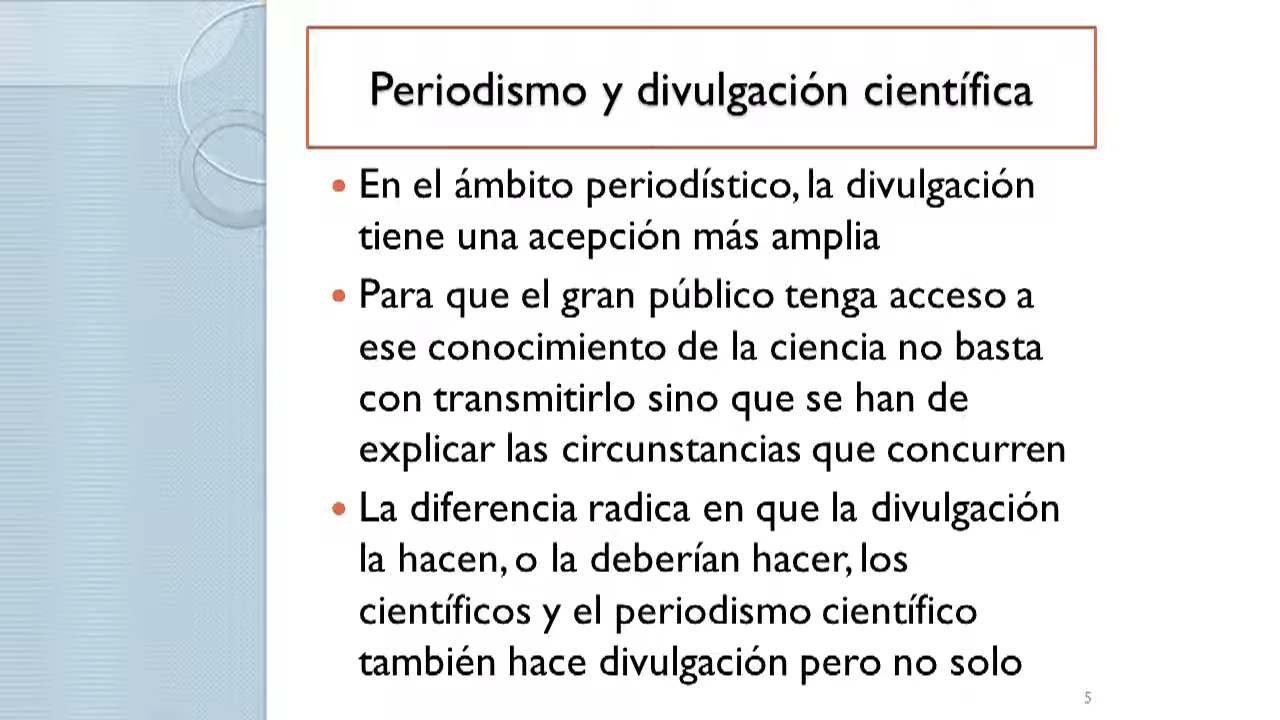 Periodismo y divulgación científica
• En el ámbito periodístico, la divulgación
tiene una acepción más amplia
• Para que el gran público tenga acceso a
ese conocimiento de la ciencia no basta
con transmitirlo sino que se han de
explicar las circunstancias que concurren
• La diferencia radica en que la divulgación
la hacen, o la deberían hacer, los
científicos y el periodismo científico
también hace divulgación pero no solo
5